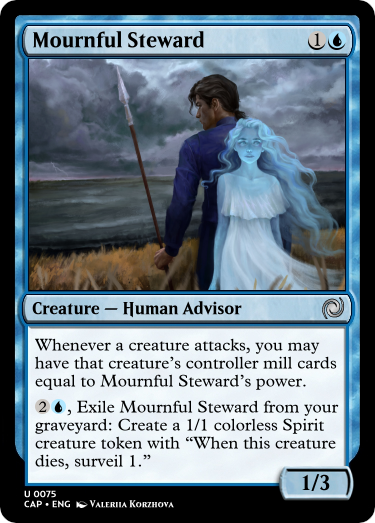 Mournful Steward 1
Creature — Human Advisor
Whenever a creature attacks, you may
have that creature's controller mill cards
equal to Mournful Steward's power.
2, Exile Mournful Steward from your
graveyard: Create a 1/1 colorless Spirit
creature token with “When this creature
dies, surveil 1.”
1/3
U 0075
CAP • ENG Valeriia Korzhova